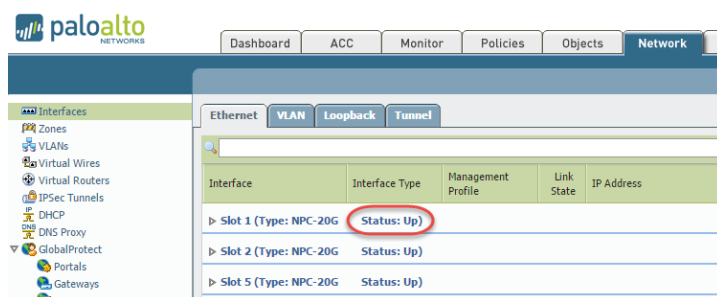 paloalto
NETWORKS
Dashboard ACC Monitor Policies Objects Network
Interfaces
Zones
VLANs
Virtual Wires
Virtual Routers
IPSec Tunnels
IP DHCP
DNS DNS Proxy
GlobalProtect
Portals
Gateways
Ethernet VLAN Loopback Tunnel
Interface Interface Type Management Profile Link State IP Address
Slot 1 (Type: NPC-20G Status: Up)
Slot 2 (Type: NPC-20G Status: Up)
Slot 5 (Type: NPC-20G Status: Up)